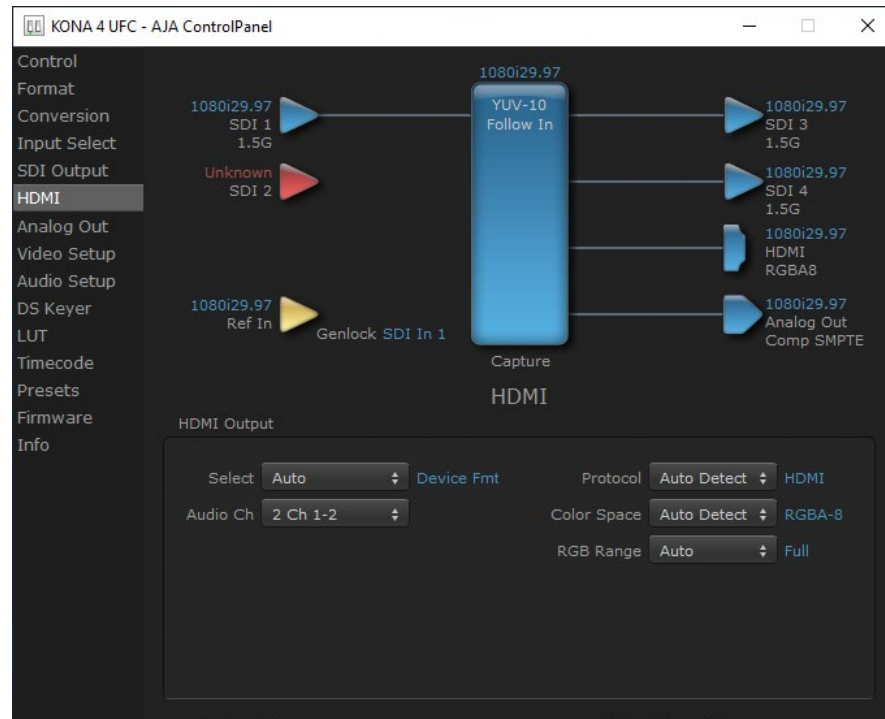 KONA 4 UFC - AJA ControlPanel
Control
Format
Conversion
Input Select
SDI Output
HDMI
Analog Out
Video Setup
Audio Setup
DS Keyer
LUT
Timecode
Presets
Firmware
Info
1080i29.97
YUV-10
Follow In
1080i29.97
SDI 1
1.5G
Unknown
SDI 2
1080i29.97
Ref In
Genlock SDI In 1
Capture
1080i29.97
SDI 3
1.5G
1080i29.97
SDI 4
1.5G
1080i29.97
HDMI
RGBA8
1080i29.97
Analog Out
Comp SMPTE
HDMI
HDMI Output
Select Auto Device Fmt
Protocol Auto Detect HDMI
Audio Ch 2 Ch 1-2
Color Space Auto Detect RGBA-8
RGB Range Auto Full